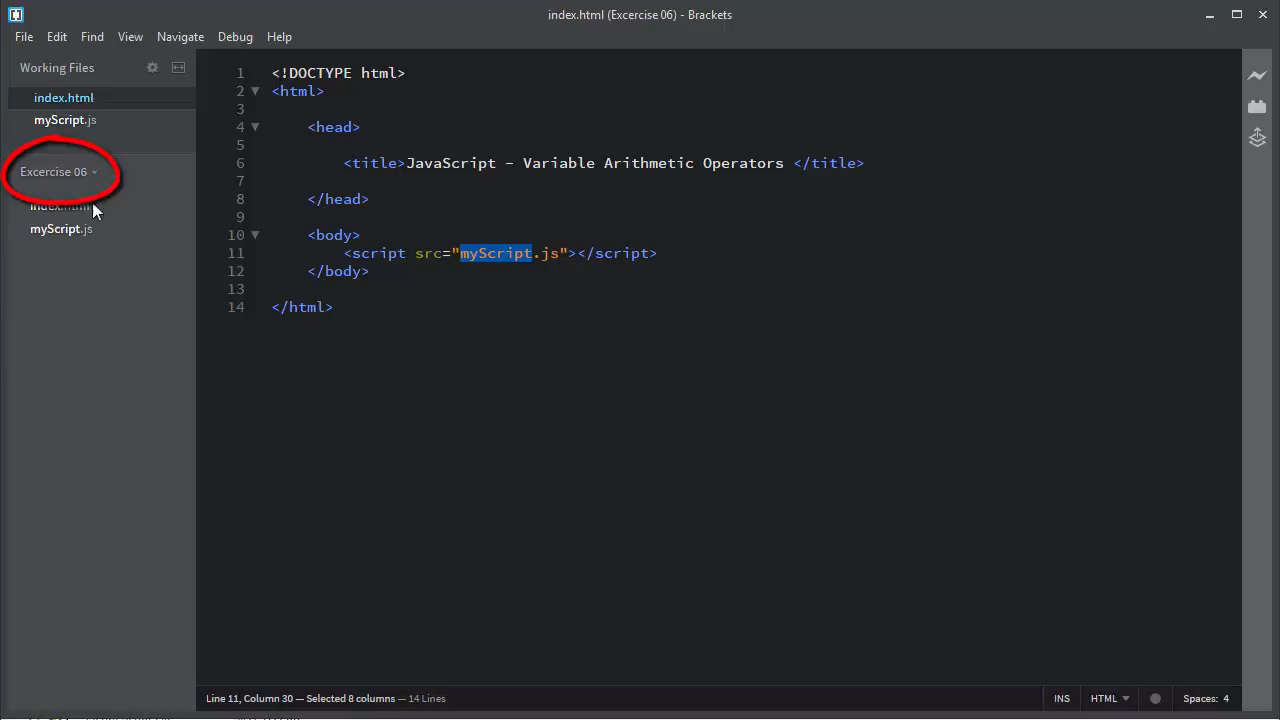 index.html (Excercise 06) - Brackets
File Edit Find View Navigate Debug Help
Working Files
index.html
myScript.js
Excercise 06
index.html
myScript.js
1 <!DOCTYPE html>
2 <html>
3
4 <head>
5
6 <title>JavaScript - Variable Arithmetic Operators </title>
7
8 </head>
9
10 <body>
11 <script src="myScript.js"></script>
12 </body>
13
14 </html>
Line 11, Column 30 — Selected 8 columns — 14 Lines
INS HTML Spaces: 4